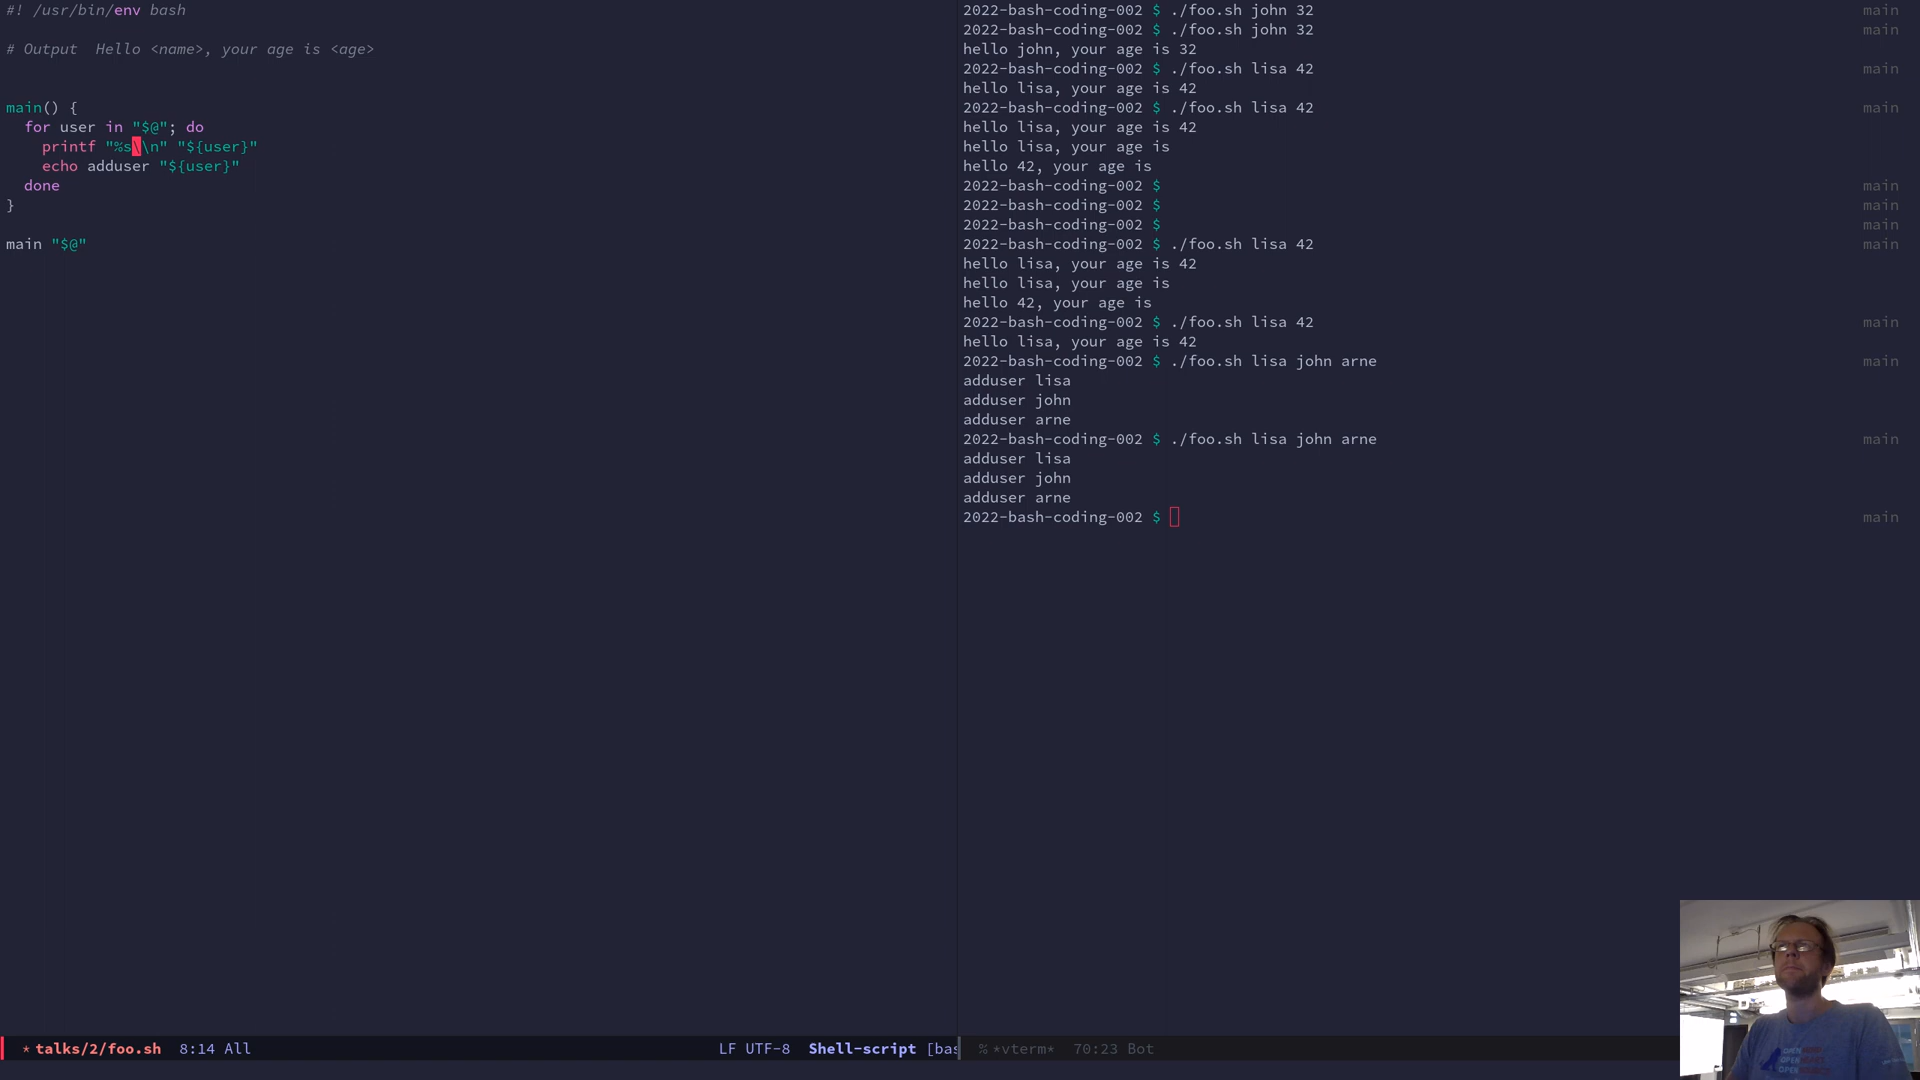 #! /usr/bin/env bash
# Output  Hello <name>, your age is <age>
main() {
  for user in "$@"; do
    printf "%s\\n" "${user}"
    echo adduser "${user}"
  done
}
main "$@"
* talks/2/foo.sh  8:14 All
LF UTF-8  Shell-script  [bas
2022-bash-coding-002 $ ./foo.sh john 32 main
2022-bash-coding-002 $ ./foo.sh john 32 main
hello john, your age is 32
2022-bash-coding-002 $ ./foo.sh lisa 42 main
hello lisa, your age is 42
2022-bash-coding-002 $ ./foo.sh lisa 42 main
hello lisa, your age is 42
hello lisa, your age is
hello 42, your age is
2022-bash-coding-002 $ main
2022-bash-coding-002 $ main
2022-bash-coding-002 $ main
2022-bash-coding-002 $ ./foo.sh lisa 42 main
hello lisa, your age is 42
hello lisa, your age is
hello 42, your age is
2022-bash-coding-002 $ ./foo.sh lisa 42 main
hello lisa, your age is 42
2022-bash-coding-002 $ ./foo.sh lisa john arne main
adduser lisa
adduser john
adduser arne
2022-bash-coding-002 $ ./foo.sh lisa john arne main
adduser lisa
adduser john
adduser arne
2022-bash-coding-002 $ main
% *vterm*  70:23 Bot